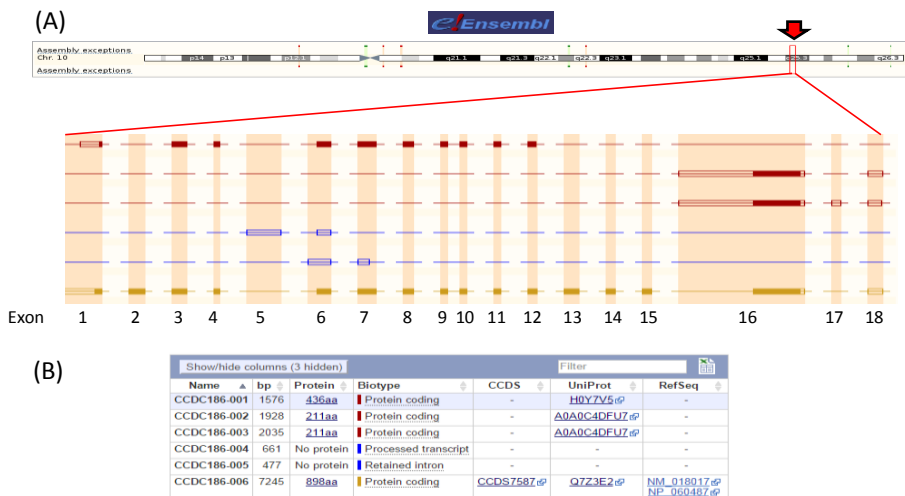 (A)
e!Ensembl
Assembly exceptions
Chr. 10
p14 p13 p12.1 q21.1 q21.3 q22.1 q22.3 q23.1 q25.1 q25.3 q26.3
Assembly exceptions
Exon 1 2 3 4 5 6 7 8 9 10 11 12 13 14 15 16 17 18
(B)
Show/hide columns (3 hidden) Filter
Name bp Protein Biotype CCDS UniProt RefSeq
CCDC186-001 1576 436aa Protein coding - H0Y7V5 -
CCDC186-002 1928 211aa Protein coding - A0A0C4DFU7 -
CCDC186-003 2035 211aa Protein coding - A0A0C4DFU7 -
CCDC186-004 661 No protein Processed transcript - - -
CCDC186-005 477 No protein Retained intron - - -
CCDC186-006 7245 898aa Protein coding CCDS7587 Q7Z3E2 NM_018017
NP_060487